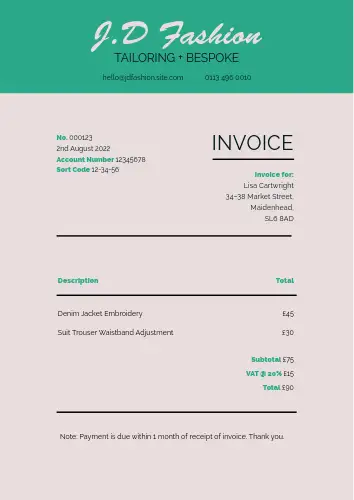 J.D Fashion
TAILORING + BESPOKE
hello@jdfashion.site.com 0113 496 0010
No. 000123
2nd August 2022
Account Number 12345678
Sort Code 12-34-56
INVOICE
Invoice for:
Lisa Cartwright
34-38 Market Street,
Maidenhead,
SL6 8AD
Description Total
Denim Jacket Embroidery £45
Suit Trouser Waistband Adjustment £30
Subtotal £75
VAT @ 20% £15
Total £90
Note: Payment is due within 1 month of receipt of invoice. Thank you.